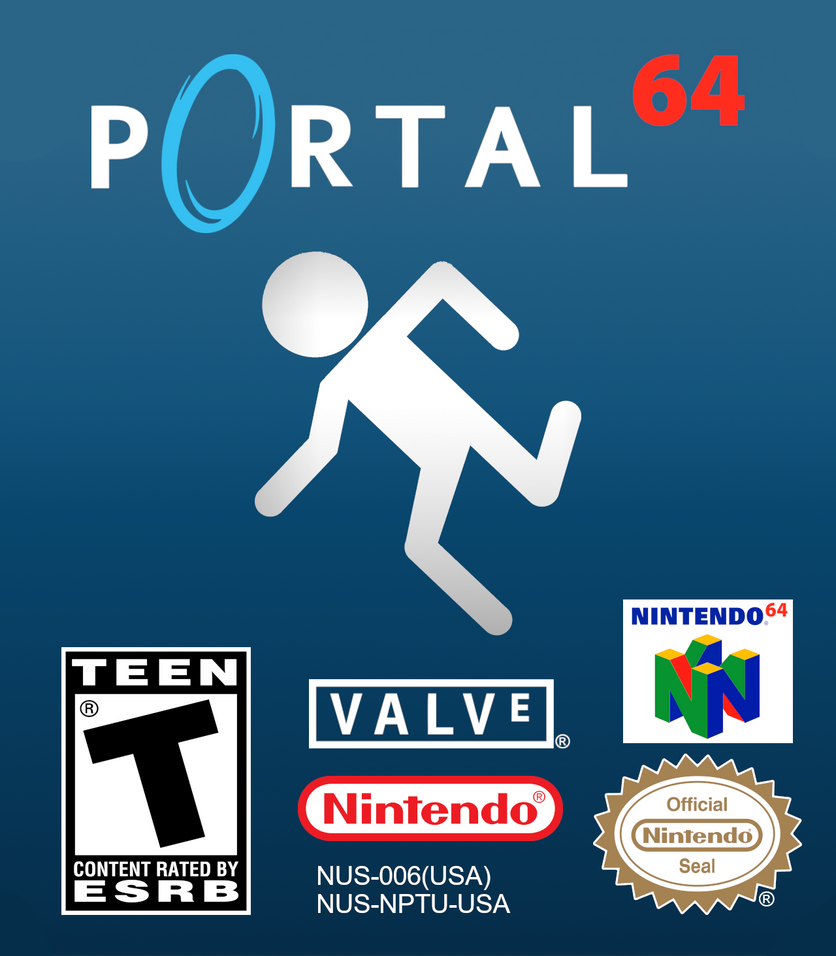 PORTAL 64
TEEN
®
T
CONTENT RATED BY
ESRB
VALVE®
Nintendo®
NUS-006(USA)
NUS-NPTU-USA
NINTENDO64®
Official
Nintendo
Seal
®